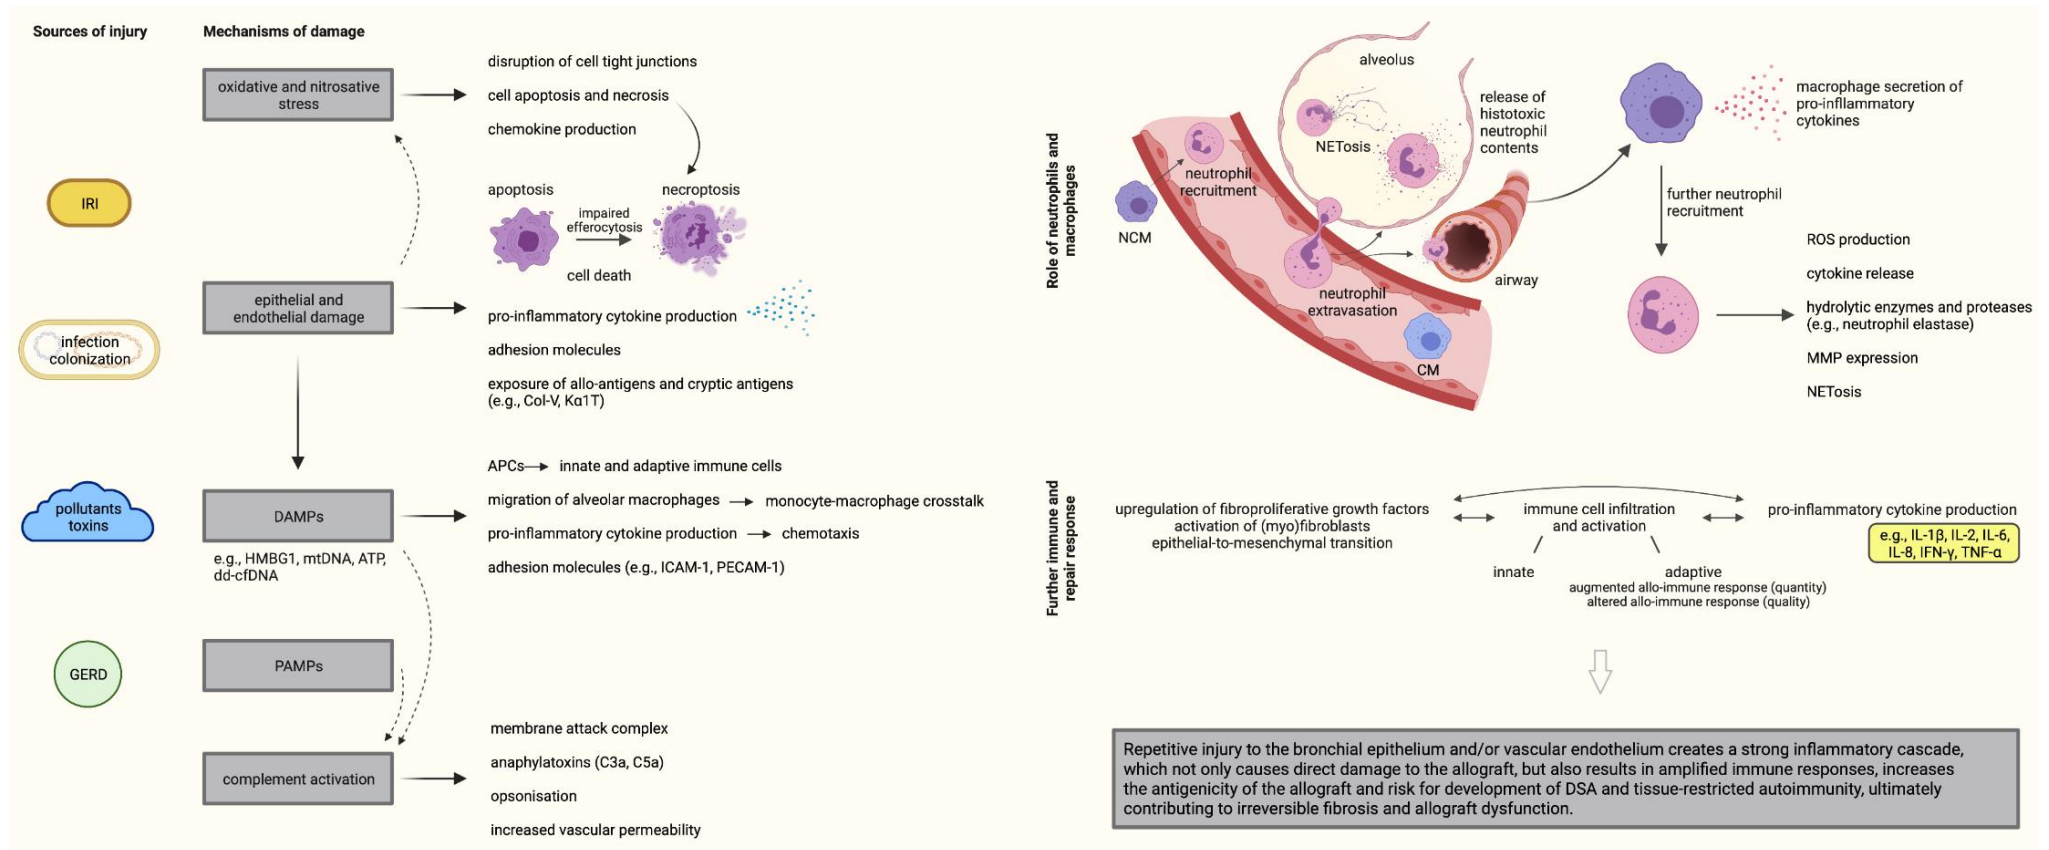 Sources of injury
Mechanisms of damage
IRI
infection
colonization
pollutants
toxins
GERD
oxidative and nitrosative
stress
disruption of cell tight junctions
cell apoptosis and necrosis
chemokine production
apoptosis
necroptosis
impaired
efferocytosis
cell death
epithelial and
endothelial damage
pro-inflammatory cytokine production
adhesion molecules
exposure of allo-antigens and cryptic antigens
(e.g., Col-V, Kα1T)
DAMPs
e.g., HMBG1, mtDNA, ATP,
dd-cfDNA
APCs innate and adaptive immune cells
migration of alveolar macrophages monocyte-macrophage crosstalk
pro-inflammatory cytokine production chemotaxis
adhesion molecules (e.g., ICAM-1, PECAM-1)
PAMPs
complement activation
membrane attack complex
anaphylatoxins (C3a, C5a)
opsonisation
increased vascular permeability
Role of neutrophils and
macrophages
alveolus
NETosis
release of
histotoxic
neutrophil
contents
neutrophil
recruitment
NCM
neutrophil
extravasation
CM
airway
macrophage secretion of
pro-infllammatory
cytokines
further neutrophil
recruitment
ROS production
cytokine release
hydrolytic enzymes and proteases
(e.g., neutrophil elastase)
MMP expression
NETosis
Further immune and
repair response
upregulation of fibroproliferative growth factors
activation of (myo)fibroblasts
epithelial-to-mesenchymal transition
immune cell infiltration
and activation
innate
adaptive
augmented allo-immune response (quantity)
altered allo-immune response (quality)
pro-inflammatory cytokine production
e.g., IL-1β, IL-2, IL-6,
IL-8, IFN-γ, TNF-α
Repetitive injury to the bronchial epithelium and/or vascular endothelium creates a strong inflammatory cascade,
which not only causes direct damage to the allograft, but also results in amplified immune responses, increases
the antigenicity of the allograft and risk for development of DSA and tissue-restricted autoimmunity, ultimately
contributing to irreversible fibrosis and allograft dysfunction.